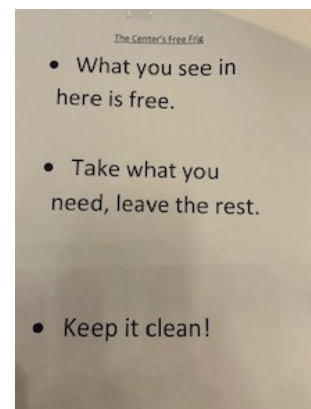 The Center's Free Frig
• What you see in
here is free.
• Take what you
need, leave the rest.
• Keep it clean!